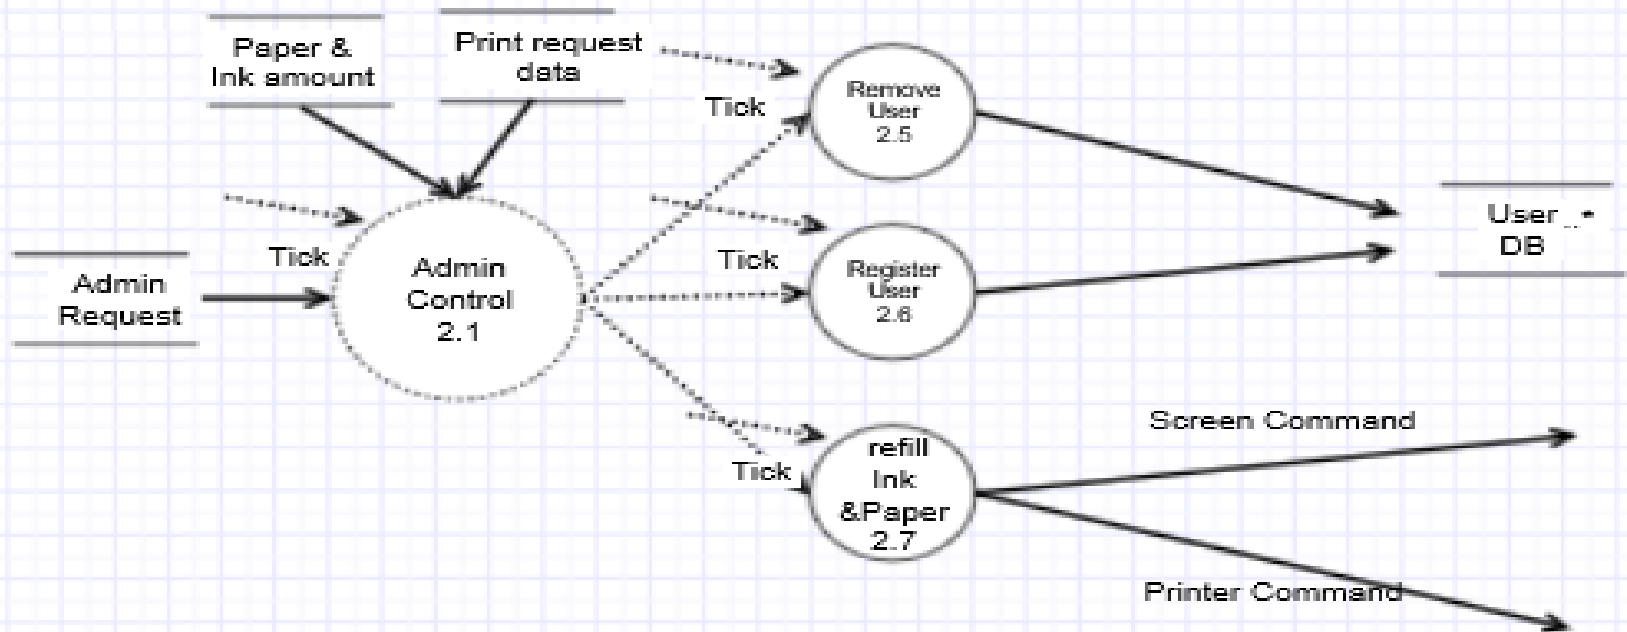 Paper &
Ink amount
Print request
data
Tick
Remove
User
2.5
Tick
Admin
Request
Admin
Control
2.1
Tick
Register
User
2.6
User
DB
Tick
refill
Ink
&Paper
2.7
Screen Command
Printer Command